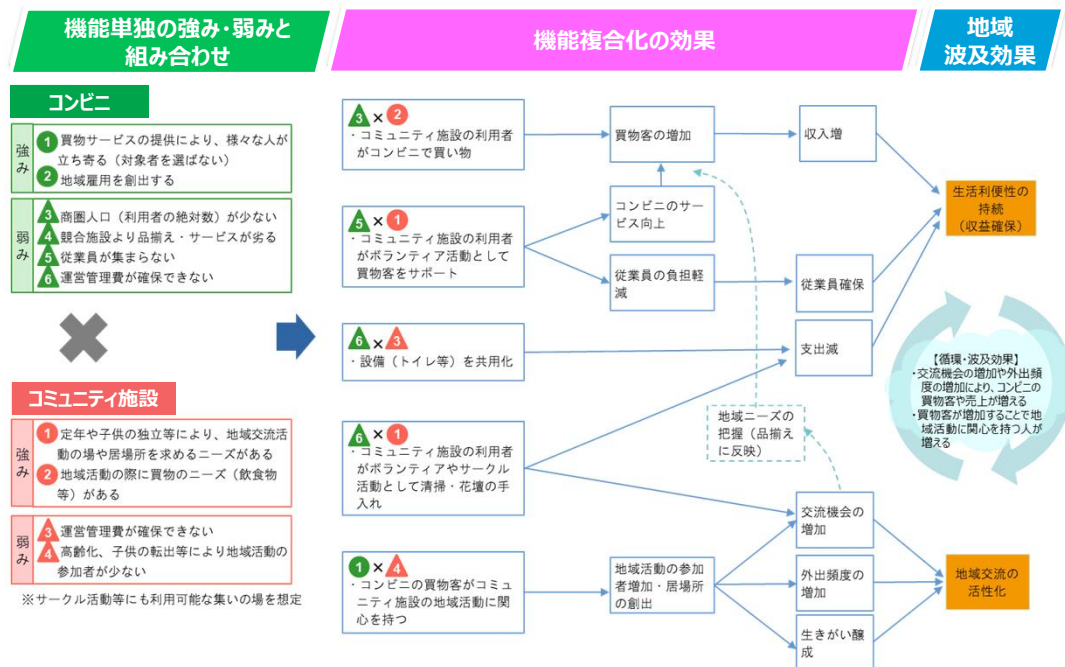 機能単独の強み･弱みと
組み合わせ
機能複合化の効果
地域
波及効果
コンビニ
強み
1 買物サービスの提供により、様々な人が
立ち寄る（対象者を選ばない）
2 地域雇用を創出する
弱み
3 商圏人口（利用者の絶対数）が少ない
4 競合施設より品揃え・サービスが劣る
5 従業員が集まらない
6 運営管理費が確保できない
コミュニティ施設
強み
1 定年や子供の独立等により、地域交流活
動の場や居場所を求めるニーズがある
2 地域活動の際に買物のニーズ（飲食物
等）がある
弱み
3 運営管理費が確保できない
4 高齢化、子供の転出等により地域活動の
参加者が少ない
※サークル活動等にも利用可能な集いの場を想定
3 × 2
・コミュニティ施設の利用者
がコンビニで買い物
5 × 1
・コミュニティ施設の利用者
がボランティア活動として
買物客をサポート
6 × 3
・設備（トイレ等）を共用化
6 × 1
・コミュニティ施設の利用者
がボランティアやサークル
活動として清掃・花壇の手
入れ
1 × 4
・コンビニの買物客がコミュ
ニティ施設の地域活動に関
心を持つ
買物客の増加
コンビニのサー
ビス向上
従業員の負担軽
減
地域ニーズの
把握（品揃え
に反映）
地域活動の参加
者増加・居場所
の創出
収入増
従業員確保
支出減
交流機会の
増加
外出頻度の
増加
生きがい醸
成
生活利便性の
持続
（収益確保）
【循環・波及効果】
・交流機会の増加や外出頻
度の増加により、コンビニの
買物客や売上が増える
・買物客が増加することで地
域活動に関心を持つ人が
増える
地域交流の
活性化